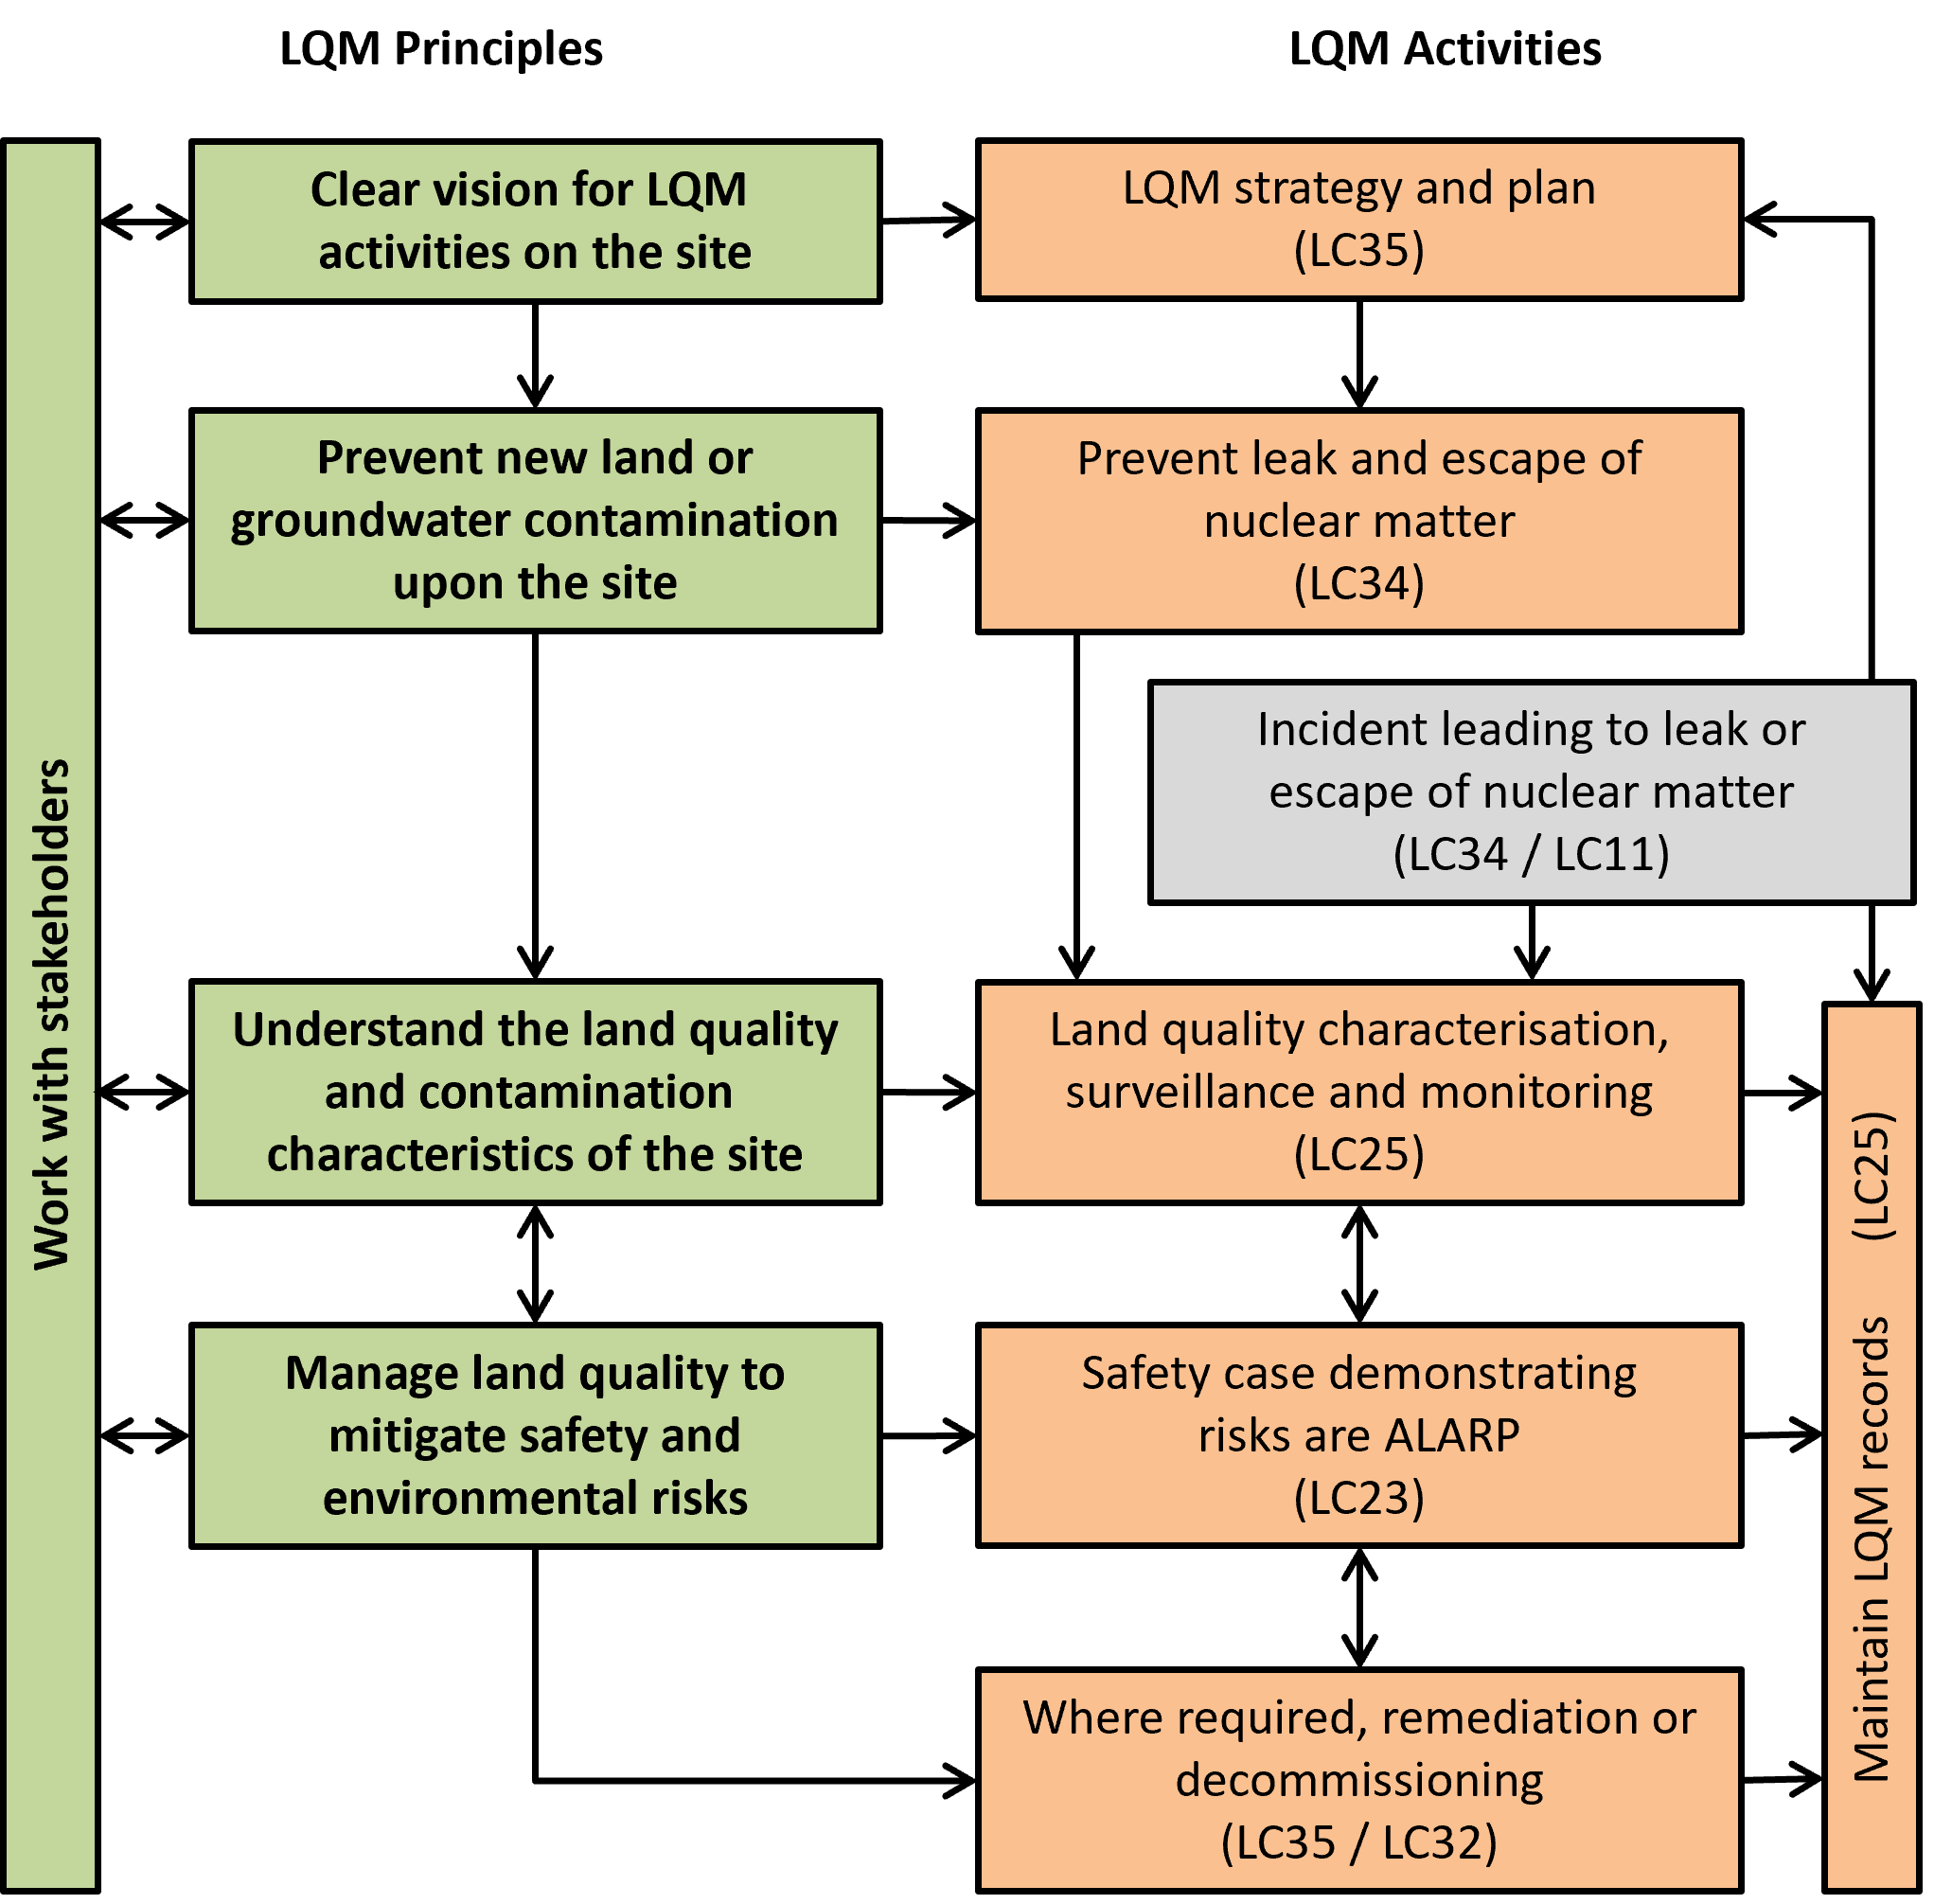 LQM Principles
LQM Activities
Work with stakeholders
Clear vision for LQM
activities on the site
LQM strategy and plan
(LC35)
Prevent new land or
groundwater contamination
upon the site
Prevent leak and escape of
nuclear matter
(LC34)
Incident leading to leak or
escape of nuclear matter
(LC34 / LC11)
Understand the land quality
and contamination
characteristics of the site
Land quality characterisation,
surveillance and monitoring
(LC25)
Manage land quality to
mitigate safety and
environmental risks
Safety case demonstrating
risks are ALARP
(LC23)
Where required, remediation or
decommissioning
(LC35 / LC32)
Maintain LQM records (LC25)